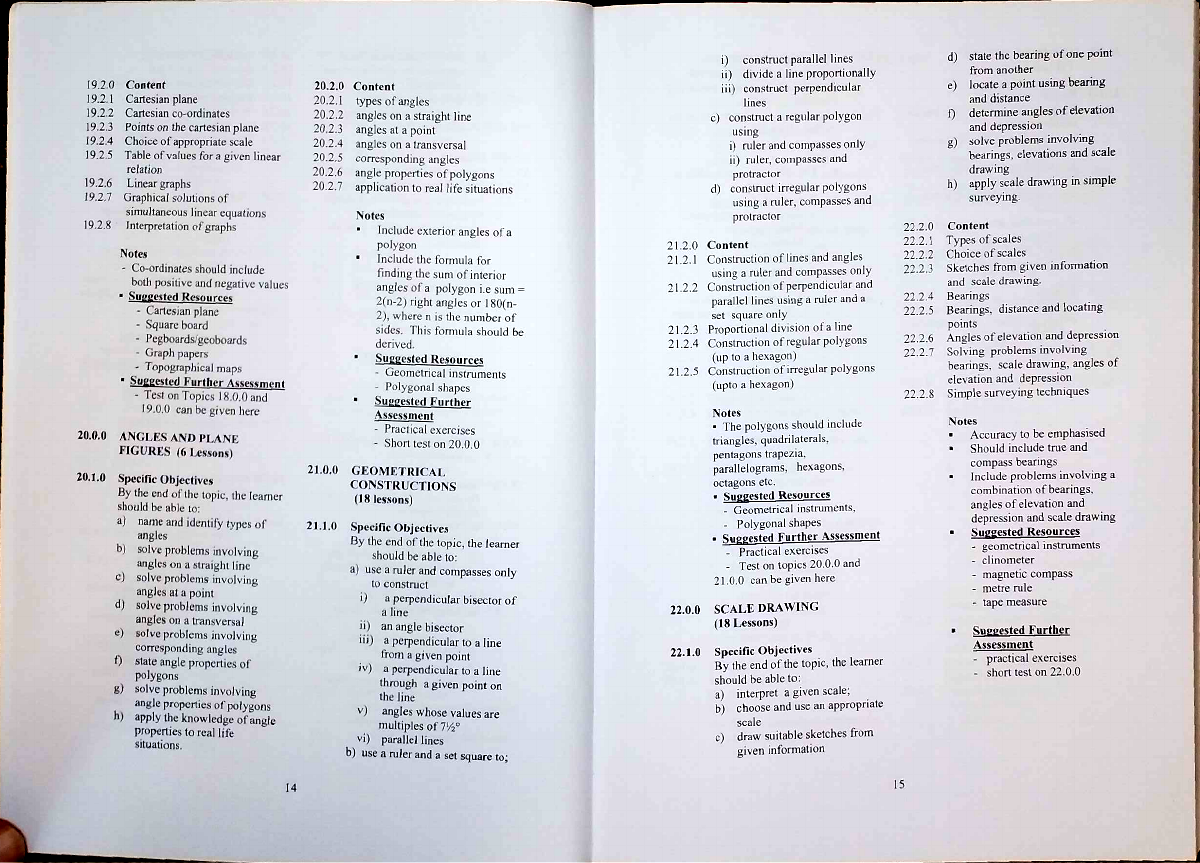 19.2.0 Content
19.2.1 Cartesian plane
19.2.2 Cartesian co-ordinates
19.2.3 Points on the cartesian plane
19.2.4 Choice of appropriate scale
19.2.5 Table of values for a given linear
relation
19.2.6 Linear graphs
19.2.7 Graphical solutions of
simultaneous linear equations
19.2.8 Interpretation of graphs
Notes
- Co-ordinates should include
both positive and negative values
▪ Suggested Resources
- Cartesian plane
- Square board
- Pegboards/geoboards
- Graph papers
- Topographical maps
▪ Suggested Further Assessment
- Test on Topics 18.0.0 and
19.0.0 can be given here
20.0.0 ANGLES AND PLANE
FIGURES (6 Lessons)
20.1.0 Specific Objectives
By the end of the topic, the learner
should be able to:
a) name and identify types of
angles
b) solve problems involving
angles on a straight line
c) solve problems involving
angles at a point
d) solve problems involving
angles on a transversal
e) solve problems involving
corresponding angles
f) state angle properties of
polygons
g) solve problems involving
angle properties of polygons
h) apply the knowledge of angle
properties to real life
situations.
20.2.0 Content
20.2.1 types of angles
20.2.2 angles on a straight line
20.2.3 angles at a point
20.2.4 angles on a transversal
20.2.5 corresponding angles
20.2.6 angle properties of polygons
20.2.7 application to real life situations
Notes
▪ Include exterior angles of a
polygon
▪ Include the formula for
finding the sum of interior
angles of a polygon i.e sum =
2(n-2) right angles or 180(n-
2), where n is the number of
sides. This formula should be
derived.
▪ Suggested Resources
- Geometrical instruments
- Polygonal shapes
▪ Suggested Further
Assessment
- Practical exercises
- Short test on 20.0.0
21.0.0 GEOMETRICAL
CONSTRUCTIONS
(18 lessons)
21.1.0 Specific Objectives
By the end of the topic, the learner
should be able to:
a) use a ruler and compasses only
to construct
i) a perpendicular bisector of
a line
ii) an angle bisector
iii) a perpendicular to a line
from a given point
iv) a perpendicular to a line
through a given point on
the line
v) angles whose values are
multiples of 7½°
vi) parallel lines
b) use a ruler and a set square to;
14
i) construct parallel lines
ii) divide a line proportionally
iii) construct perpendicular
lines
c) construct a regular polygon
using
i) ruler and compasses only
ii) ruler, compasses and
protractor
d) construct irregular polygons
using a ruler, compasses and
protractor
21.2.0 Content
21.2.1 Construction of lines and angles
using a ruler and compasses only
21.2.2 Construction of perpendicular and
parallel lines using a ruler and a
set square only
21.2.3 Proportional division of a line
21.2.4 Construction of regular polygons
(up to a hexagon)
21.2.5 Construction of irregular polygons
(upto a hexagon)
Notes
▪ The polygons should include
triangles, quadrilaterals,
pentagons trapezia,
parallelograms, hexagons,
octagons etc.
▪ Suggested Resources
- Geometrical instruments,
- Polygonal shapes
▪ Suggested Further Assessment
- Practical exercises
- Test on topics 20.0.0 and
21.0.0 can be given here
22.0.0 SCALE DRAWING
(18 Lessons)
22.1.0 Specific Objectives
By the end of the topic, the learner
should be able to:
a) interpret a given scale;
b) choose and use an appropriate
scale
c) draw suitable sketches from
given information
d) state the bearing of one point
from another
e) locate a point using bearing
and distance
f) determine angles of elevation
and depression
g) solve problems involving
bearings, elevations and scale
drawing
h) apply scale drawing in simple
surveying.
22.2.0 Content
22.2.1 Types of scales
22.2.2 Choice of scales
22.2.3 Sketches from given information
and scale drawing.
22.2.4 Bearings
22.2.5 Bearings, distance and locating
points
22.2.6 Angles of elevation and depression
22.2.7 Solving problems involving
bearings, scale drawing, angles of
elevation and depression
22.2.8 Simple surveying techniques
Notes
▪ Accuracy to be emphasised
▪ Should include true and
compass bearings
▪ Include problems involving a
combination of bearings,
angles of elevation and
depression and scale drawing
▪ Suggested Resources
- geometrical instruments
- clinometer
- magnetic compass
- metre rule
- tape measure
▪ Suggested Further
Assessment
- practical exercises
- short test on 22.0.0
15